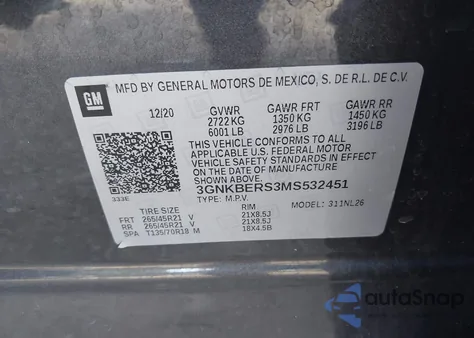 MFD BY GENERAL MOTORS DE MEXICO, S. DE R.L. DE C.V.
GM
12/20 GVWR GAWR FRT GAWR RR
2722 KG 1350 KG 1450 KG
6001 LB 2976 LB 3196 LB
THIS VEHICLE CONFORMS TO ALL
APPLICABLE U.S. FEDERAL MOTOR
VEHICLE SAFETY STANDARDS
IN EFFECT ON THE DATE OF
MANUFACTURE SHOWN ABOVE.
333E
3GNKBERS3MS532451
TYPE: M.P.V. MODEL: 311NL26
TIRE SIZE RIM
FRT 265/45R21 V 21X8.5J
RR 265/45R21 V 21X8.5J
SPA T135/70R18 M 18X4.5B
autaSnap